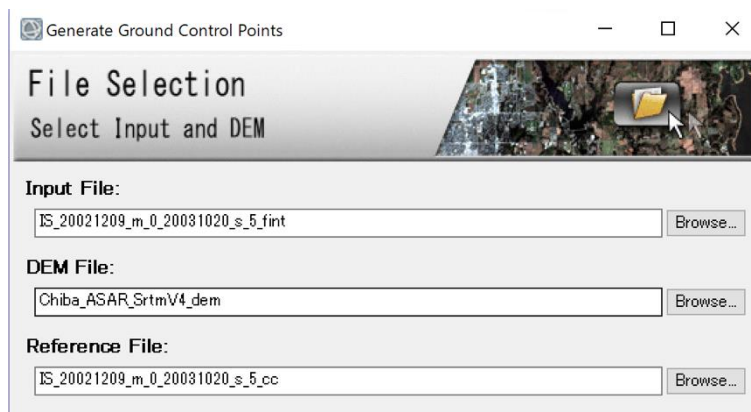 Generate Ground Control Points
File Selection
Select Input and DEM
Input File:
IS_20021209_m_0_20031020_s_5_fint
Browse...
DEM File:
Chiba_ASAR_SrtmV4_dem
Browse...
Reference File:
IS_20021209_m_0_20031020_s_5_cc
Browse...